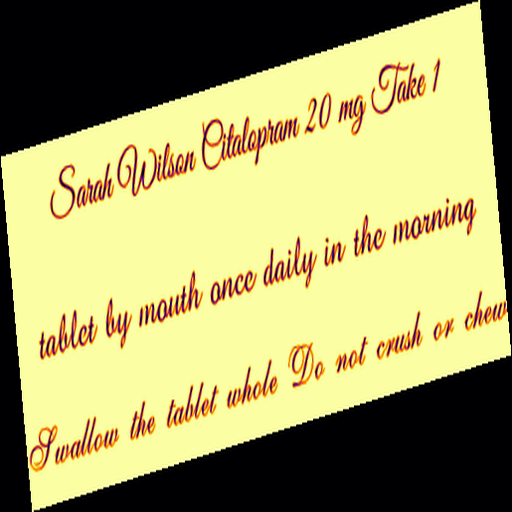 Sarah Wilson Citalopram 20 mg Take 1
tablet by mouth once daily in the morning
Swallow the tablet whole Do not crush or chew